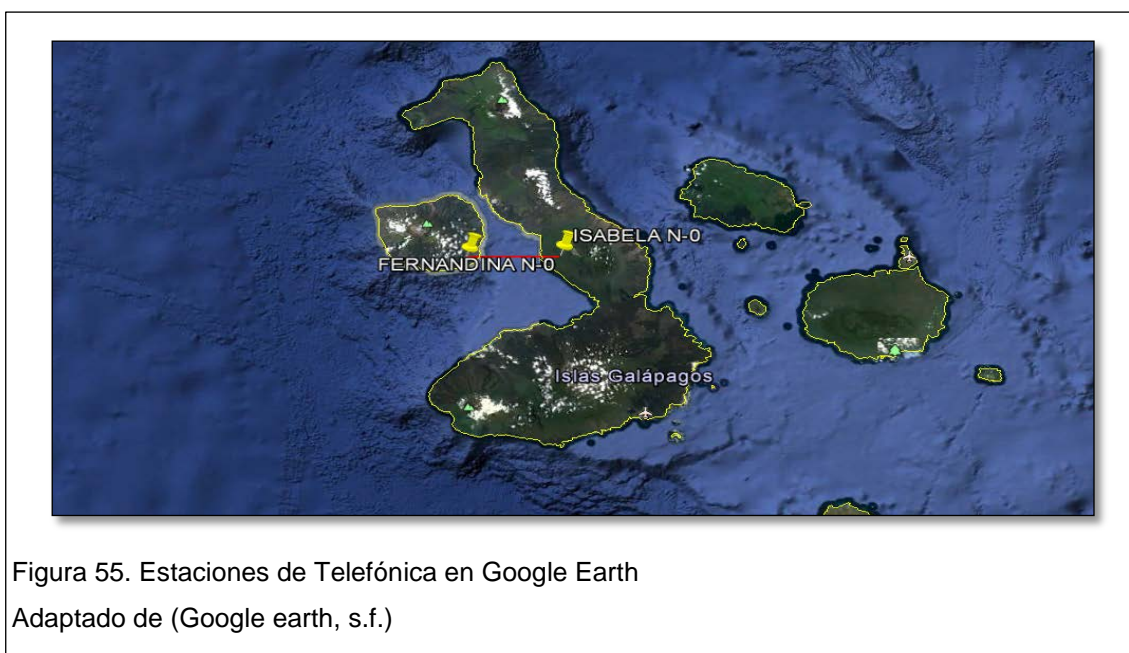 ISABELA N-0
FERNANDINA N-0
Islas Galápagos
Figura 55. Estaciones de Telefónica en Google Earth
Adaptado de (Google earth, s.f.)